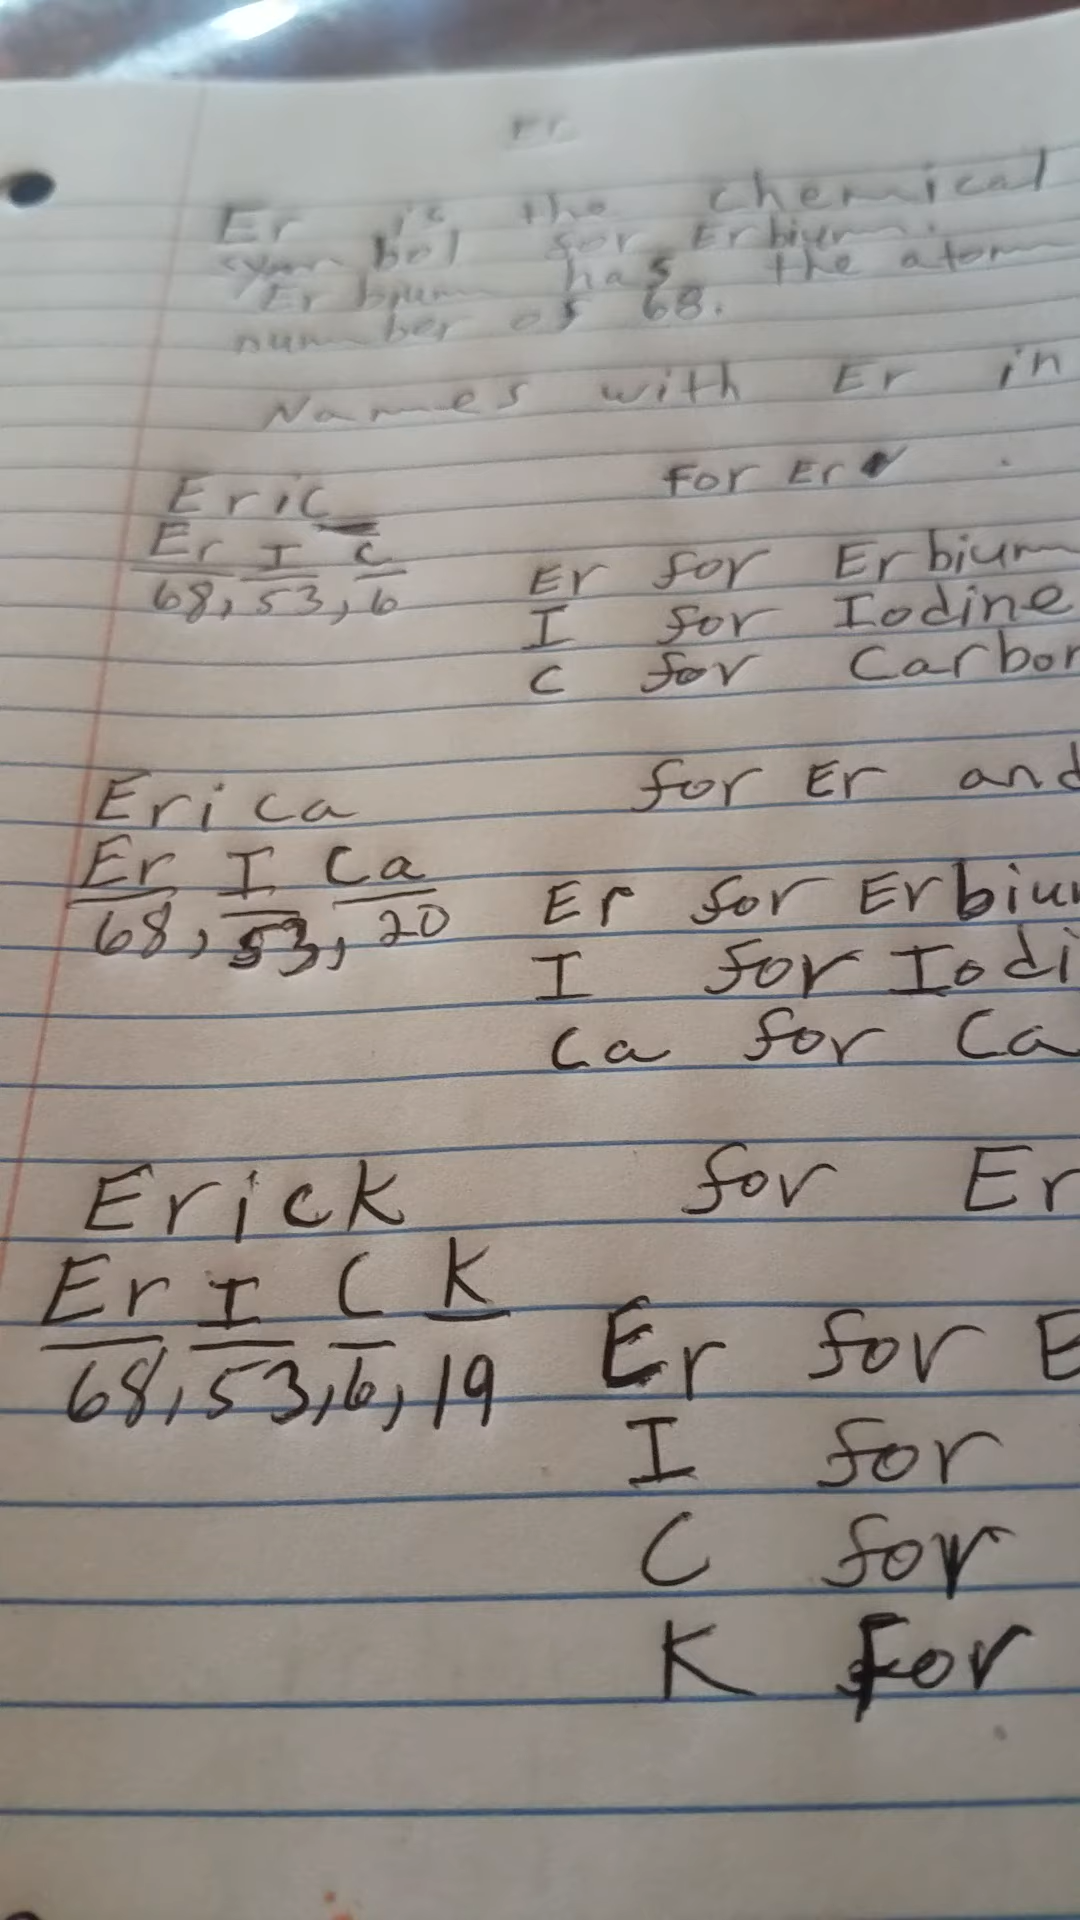 Er
Er is the chemical
symbol for Erbium.
Erbium has the atom
number of 68.
Names with Er in
Eric for Er
Er I C
68, 53, 6
Er for Erbium
I for Iodine
C for Carbon
Erica for Er and
Er I Ca
68, 53, 20
Er for Erbiu
I for Iodi
Ca for Ca
Erick for Er
Er I C K
68, 53, 6, 19
Er for E
I for
C for
K For